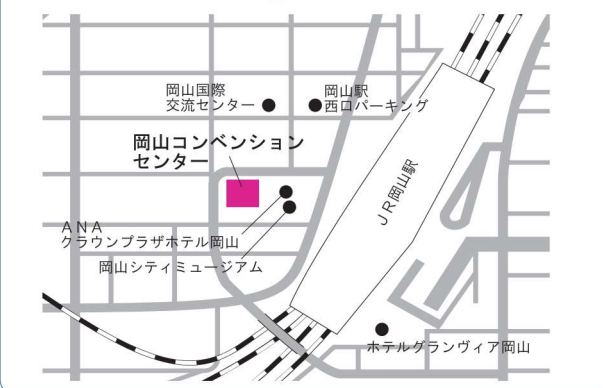 岡山国際
交流センター
岡山駅
西口パーキング
岡山コンベンション
センター
JR岡山駅
ANA
クラウンプラザホテル岡山
岡山シティミュージアム
ホテルグランヴィア岡山